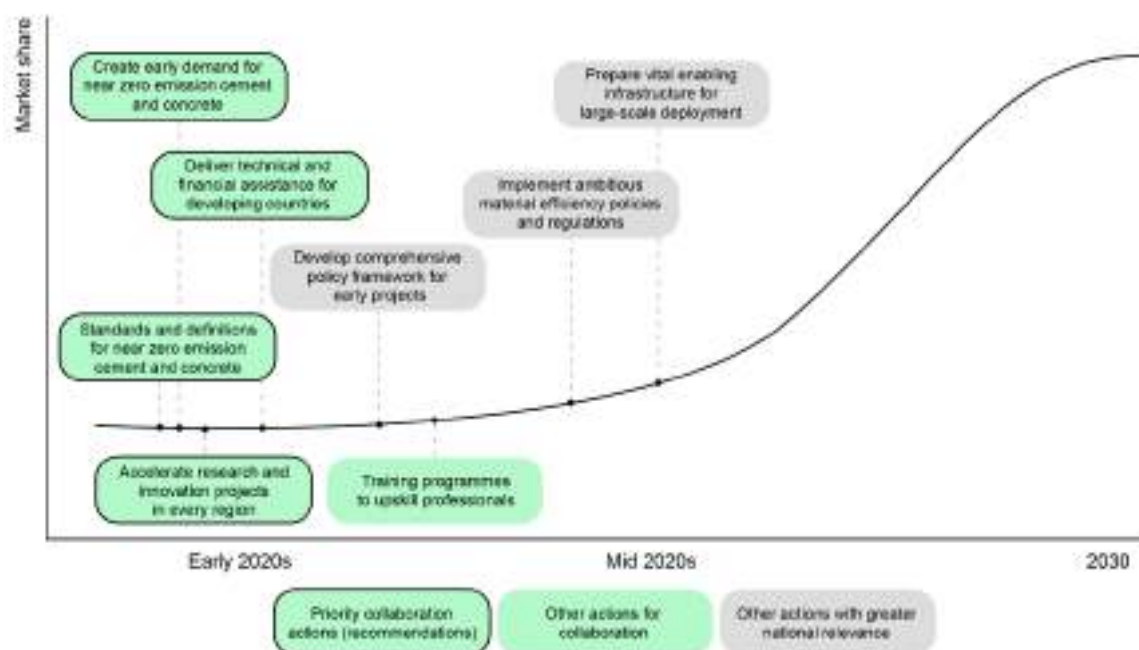 Market share
Create early demand for
near zero emission cement
and concrete
Prepare vital enabling
infrastructure for
large-scale deployment
Deliver technical and
financial assistance for
developing countries
Implement ambitious
material efficiency policies
and regulations
Develop comprehensive
policy framework for
early projects
Standards and definitions
for near zero emission
cement and concrete
Accelerate research and
innovation projects
in every region
Training programmes
to upskill professionals
Early 2020s
Mid 2020s
2030
Priority collaboration
actions (recommendations)
Other actions for
collaboration
Other actions with greater
national relevance